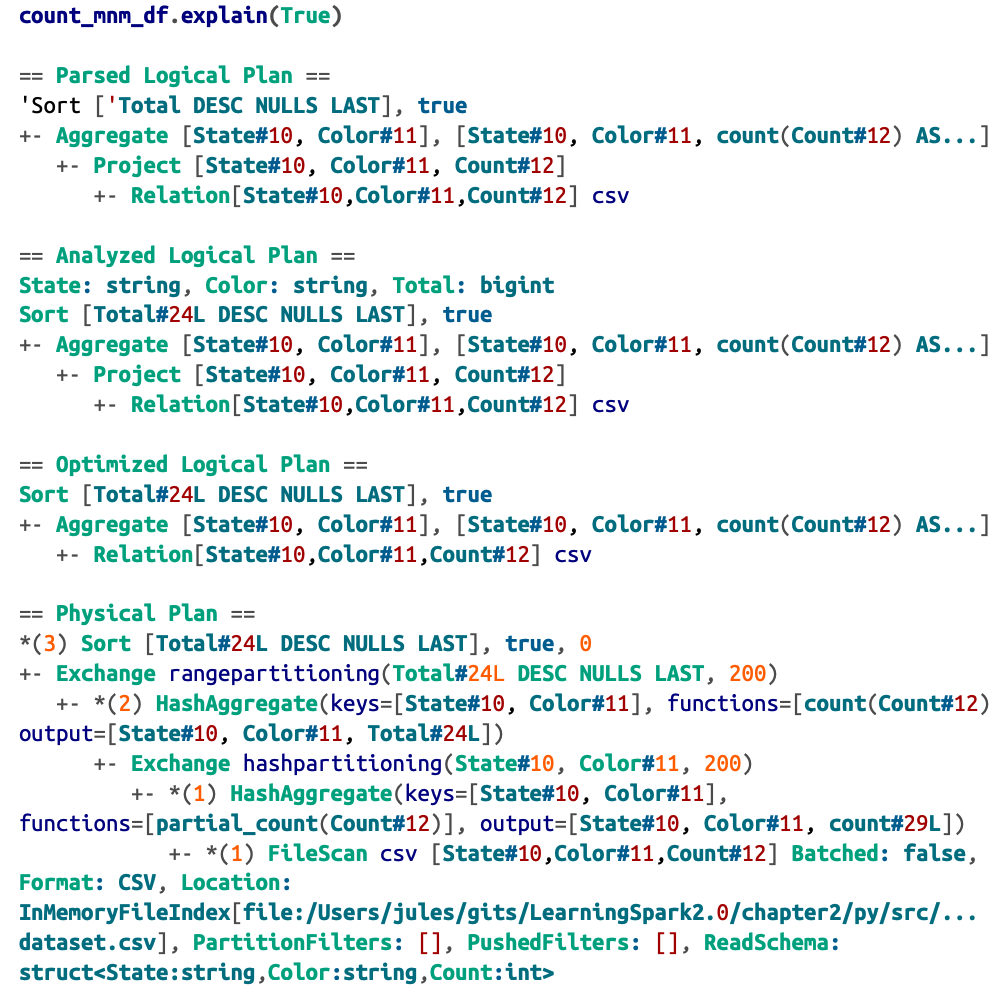 count_mnm_df.explain(True)
== Parsed Logical Plan ==
'Sort ['Total DESC NULLS LAST], true
+- Aggregate [State#10, Color#11], [State#10, Color#11, count(Count#12) AS...]
+- Project [State#10, Color#11, Count#12]
+- Relation[State#10,Color#11,Count#12] csv
== Analyzed Logical Plan ==
State: string, Color: string, Total: bigint
Sort [Total#24L DESC NULLS LAST], true
+- Aggregate [State#10, Color#11], [State#10, Color#11, count(Count#12) AS...]
+- Project [State#10, Color#11, Count#12]
+- Relation[State#10,Color#11,Count#12] csv
== Optimized Logical Plan ==
Sort [Total#24L DESC NULLS LAST], true
+- Aggregate [State#10, Color#11], [State#10, Color#11, count(Count#12) AS...]
+- Relation[State#10,Color#11,Count#12] csv
== Physical Plan ==
*(3) Sort [Total#24L DESC NULLS LAST], true, 0
+- Exchange rangepartitioning(Total#24L DESC NULLS LAST, 200)
+- *(2) HashAggregate(keys=[State#10, Color#11], functions=[count(Count#12)
output=[State#10, Color#11, Total#24L])
+- Exchange hashpartitioning(State#10, Color#11, 200)
+- *(1) HashAggregate(keys=[State#10, Color#11],
functions=[partial_count(Count#12)], output=[State#10, Color#11, count#29L])
+- *(1) FileScan csv [State#10,Color#11,Count#12] Batched: false,
Format: CSV, Location:
InMemoryFileIndex[file:/Users/jules/gits/LearningSpark2.0/chapter2/py/src/...
dataset.csv], PartitionFilters: [], PushedFilters: [], ReadSchema:
struct<State:string,Color:string,Count:int>